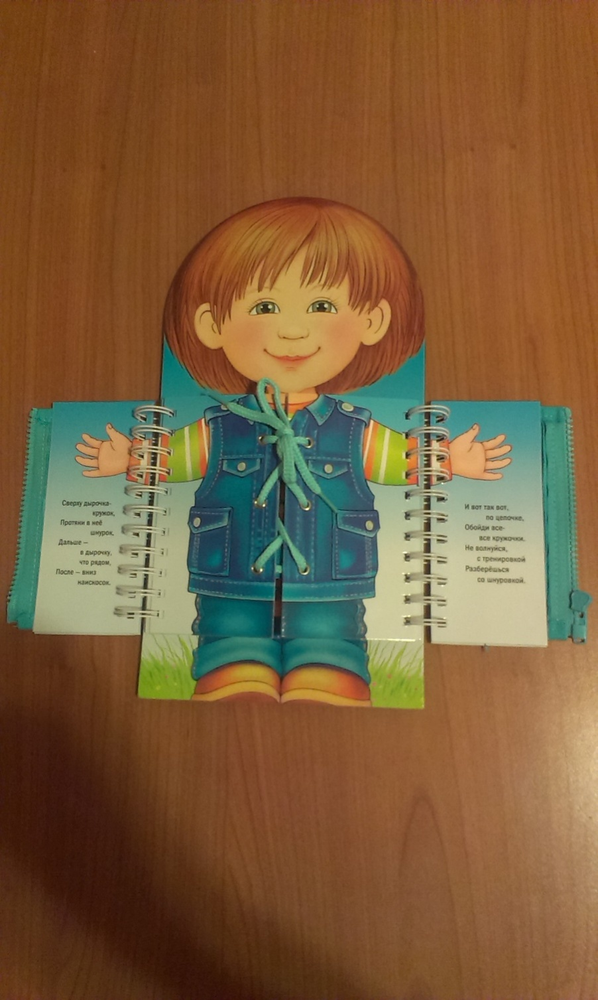 Сверху дырочка-
кружок,
Протяни в неё
шнурок,
Дальше –
в дырочку,
что рядом,
После – вниз
наискосок.
И вот так вот,
по цепочке,
Обойди все-
все кружочки.
Не волнуйся,
с тренировкой
Разберёшься
со шнуровкой.